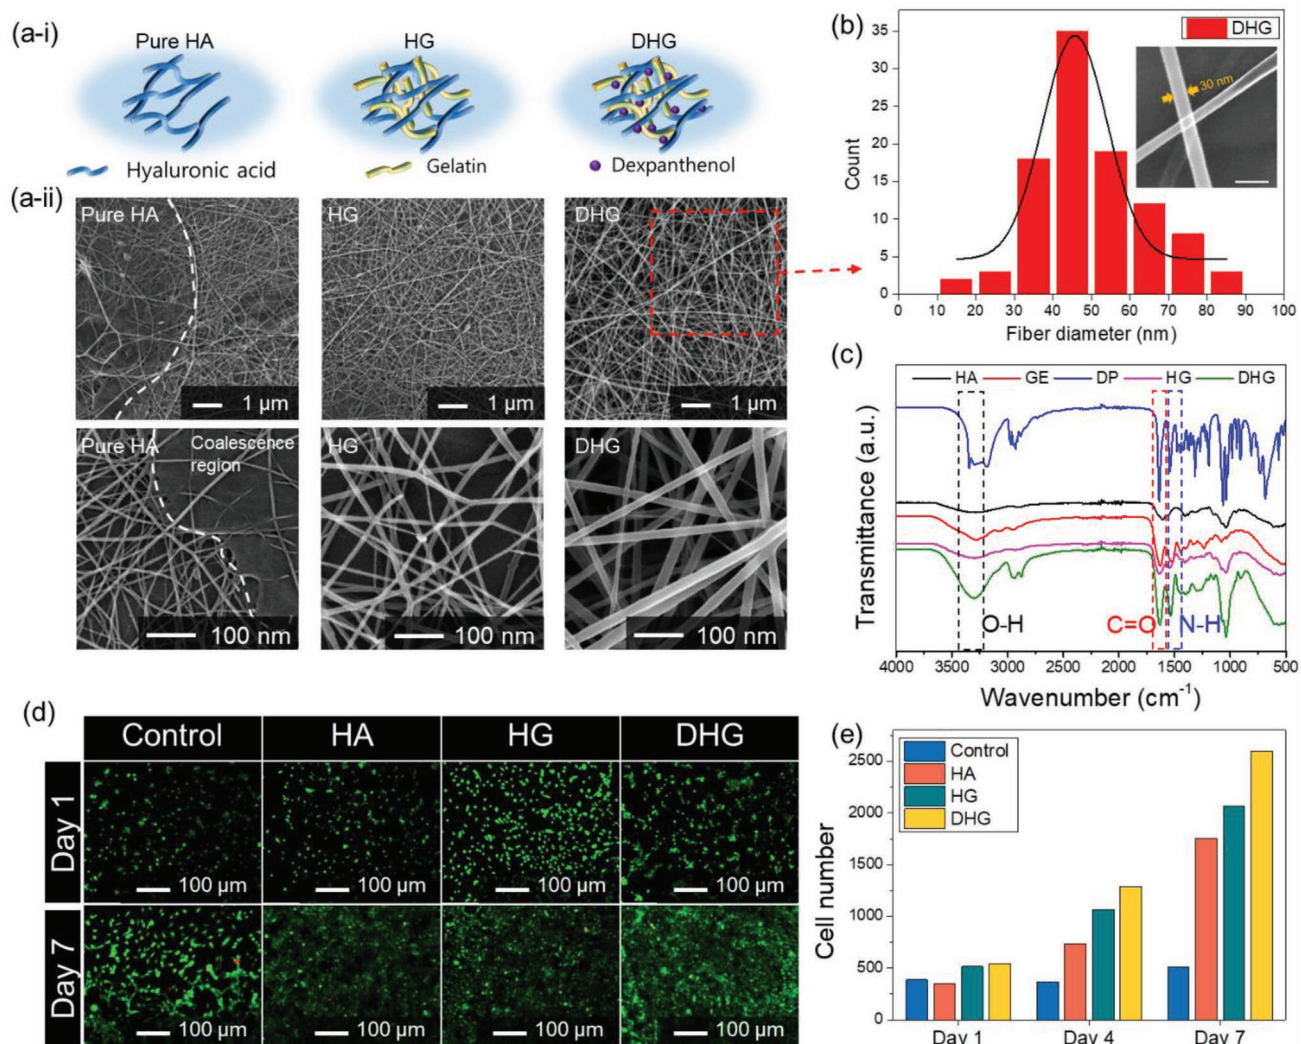 (a-i)
Pure HA
HG
DHG
Hyaluronic acid
Gelatin
Dexpanthenol
(a-ii)
Pure HA
1 µm
HG
1 µm
DHG
1 µm
Pure HA
Coalescence
region
100 nm
HG
100 nm
DHG
100 nm
(b)
DHG
30 nm
Count
35
30
25
20
15
10
5
0
0 10 20 30 40 50 60 70 80 90 100
Fiber diameter (nm)
(c)
HA GE DP HG DHG
Transmittance (a.u.)
O-H
C=O
N-H
4000 3500 3000 2500 2000 1500 1000 500
Wavenumber (cm⁻¹)
(d)
Control HA HG DHG
Day 1
100 µm 100 µm 100 µm 100 µm
Day 7
100 µm 100 µm 100 µm 100 µm
(e)
Control
HA
HG
DHG
Cell number
2500
2000
1500
1000
500
0
Day 1 Day 4 Day 7